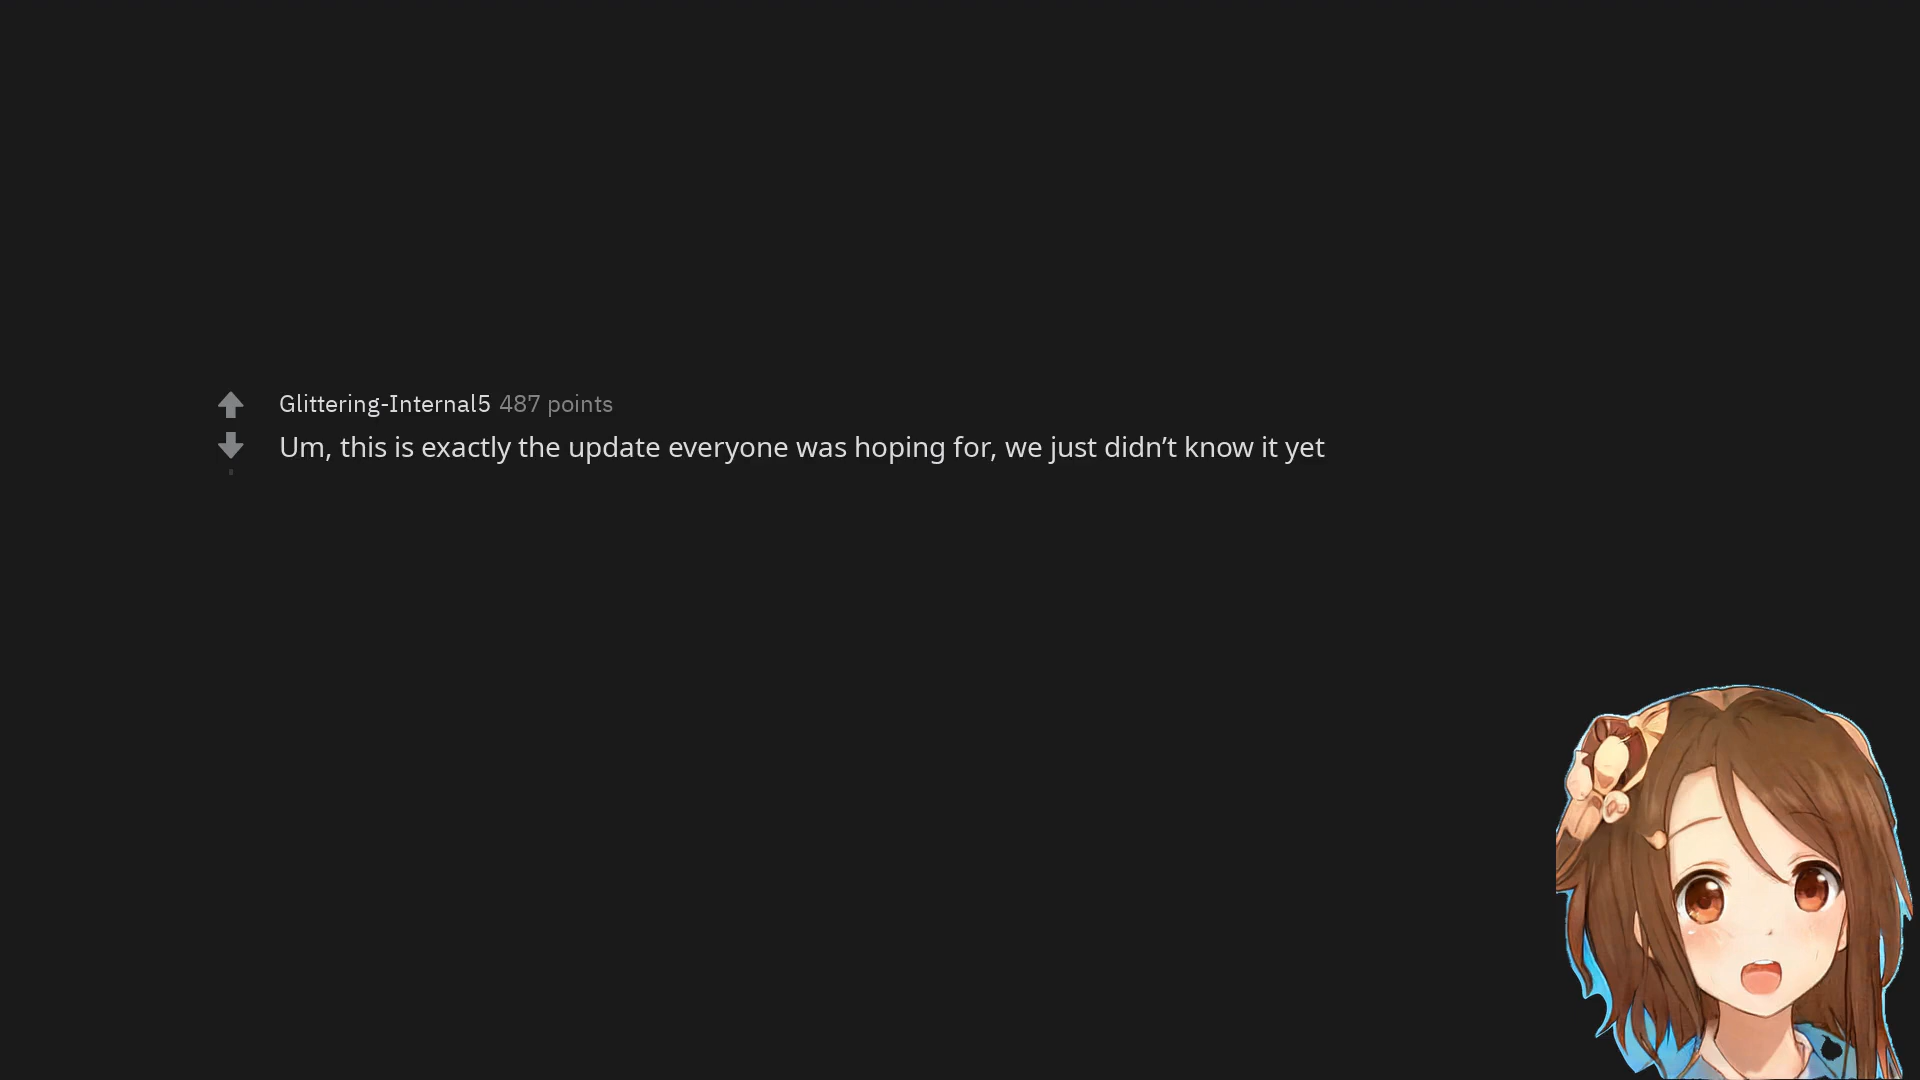 Glittering-Internal5 487 points
Um, this is exactly the update everyone was hoping for, we just didn’t know it yet